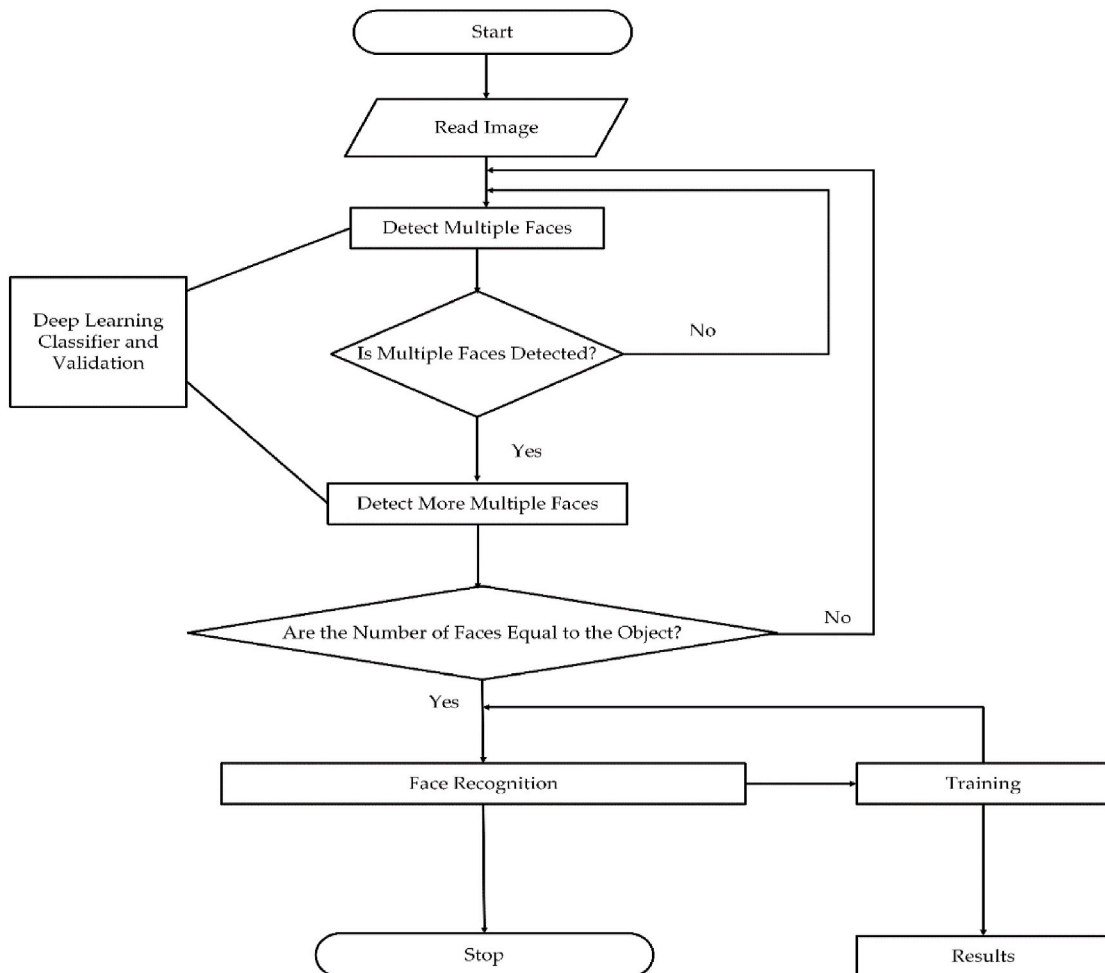 Start
Read Image
Detect Multiple Faces
Deep Learning
Classifier and
Validation
Is Multiple Faces Detected?
No
Yes
Detect More Multiple Faces
Are the Number of Faces Equal to the Object?
No
Yes
Face Recognition
Training
Stop
Results